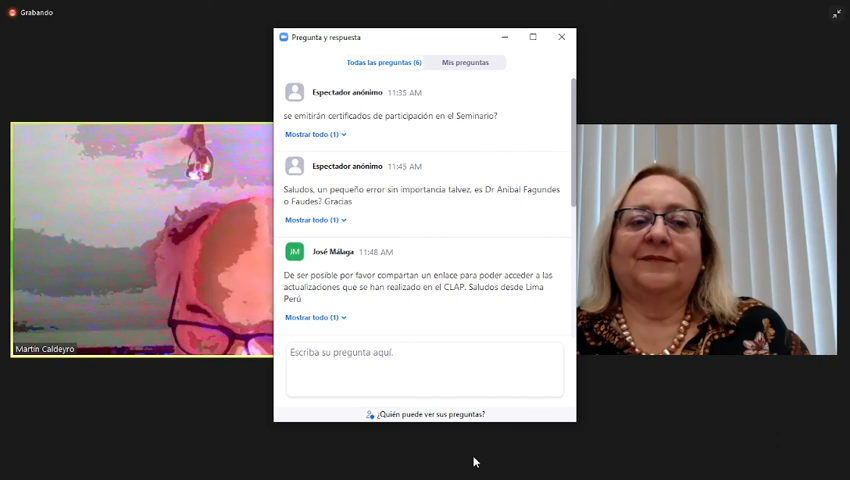 Grabando
Pregunta y respuesta
Todas las preguntas (6)
Mis preguntas
Espectador anónimo 11:35 AM
se emitirán certificados de participación en el Seminario?
Mostrar todo (1)
Espectador anónimo 11:45 AM
Saludos, un pequeño error sin importancia talvez, es Dr Anibal Fagundes
o Faudes? Gracias
Mostrar todo (1)
JM José Málaga 11:48 AM
De ser posible por favor compartan un enlace para poder acceder a las
actualizaciones que se han realizado en el CLAP. Saludos desde Lima
Perú
Mostrar todo (1)
Escriba su pregunta aquí.
¿Quién puede ver sus preguntas?
Martín Caldeyro